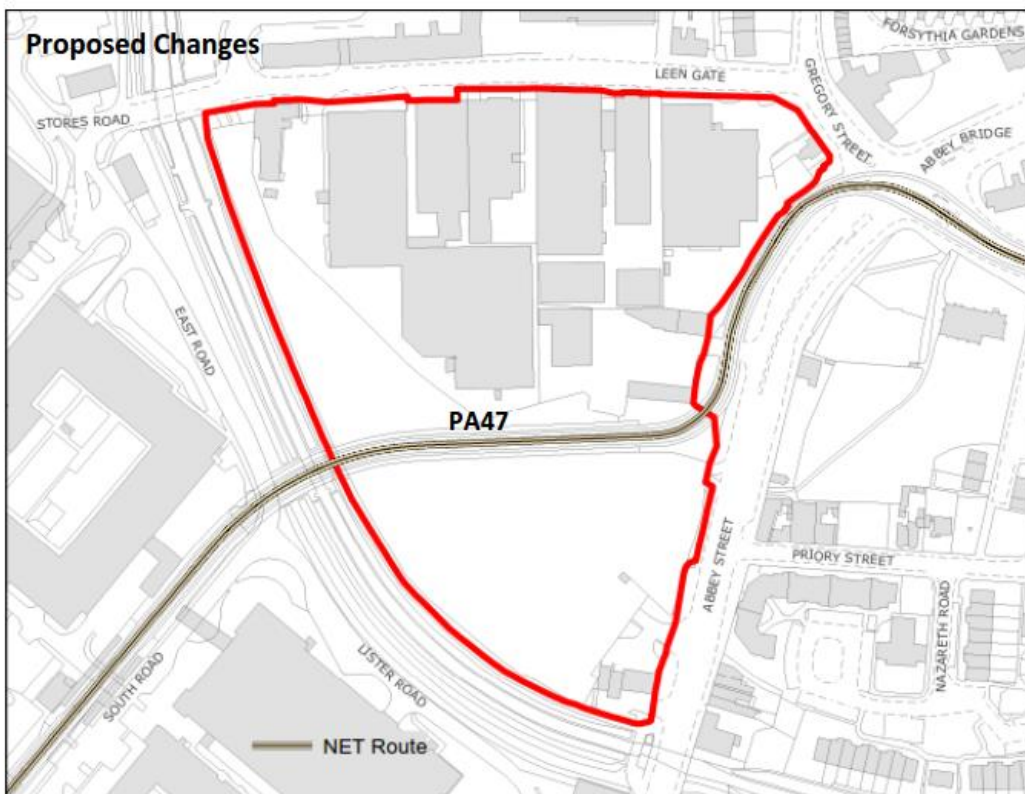 Proposed Changes
FORSYTHIA GARDENS
LEEN GATE
GREGORY STREET
STORES ROAD
ABBEY BRIDGE
EAST ROAD
PA47
ABBEY STREET
PRIORY STREET
NAZARETH ROAD
SOUTH ROAD
LISTER ROAD
NET Route